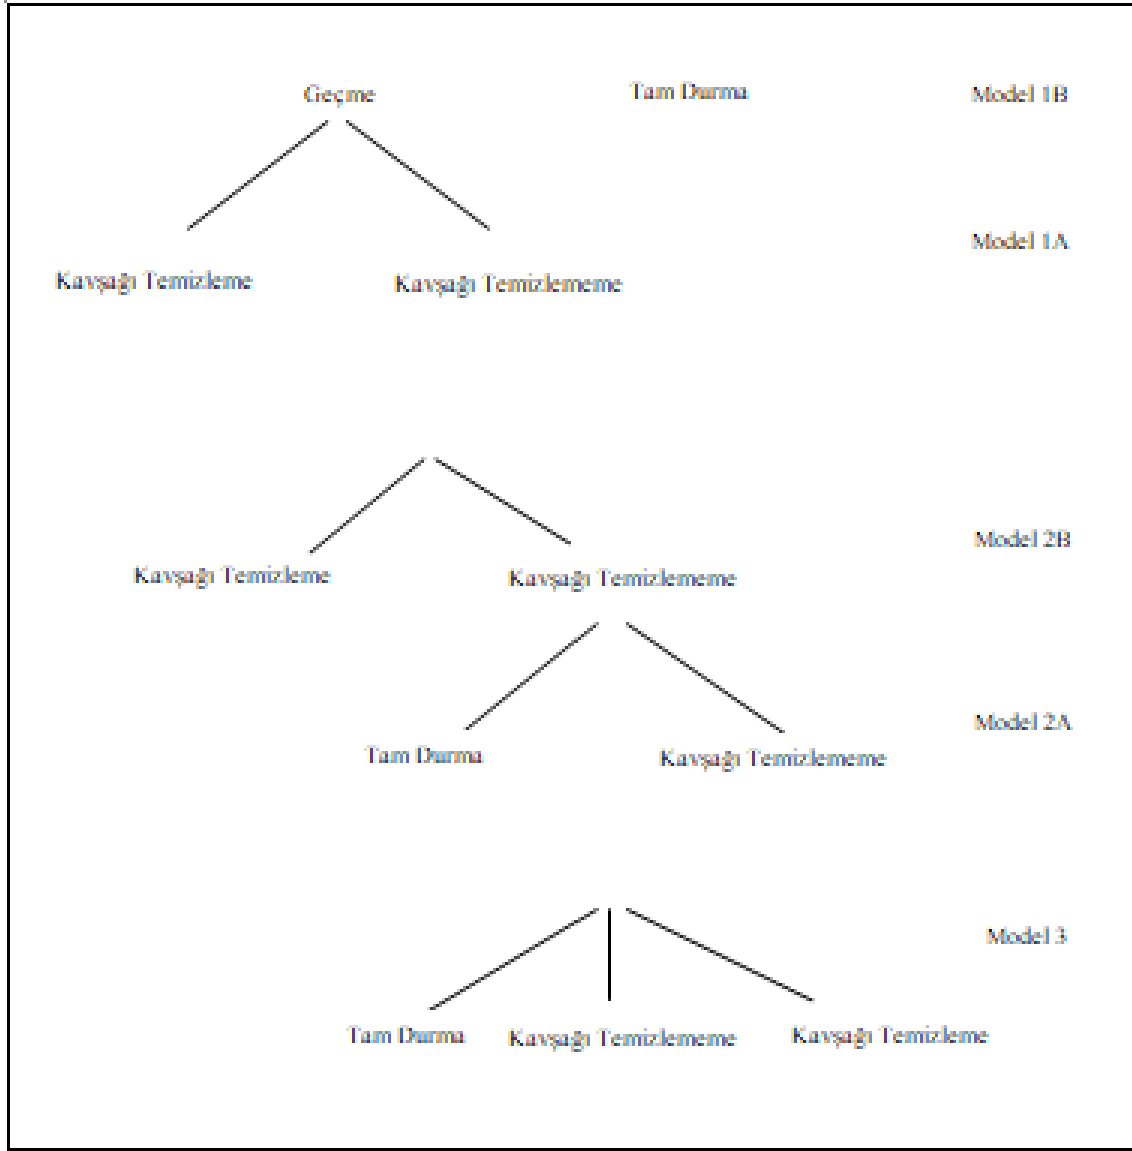 Geçme Tam Durma Model 1B
Model 1A
Kavşağı Temizleme Kavşağı Temizlememe
Model 2B
Kavşağı Temizleme Kavşağı Temizlememe
Model 2A
Tam Durma Kavşağı Temizlememe
Model 3
Tam Durma Kavşağı Temizlememe Kavşağı Temizleme